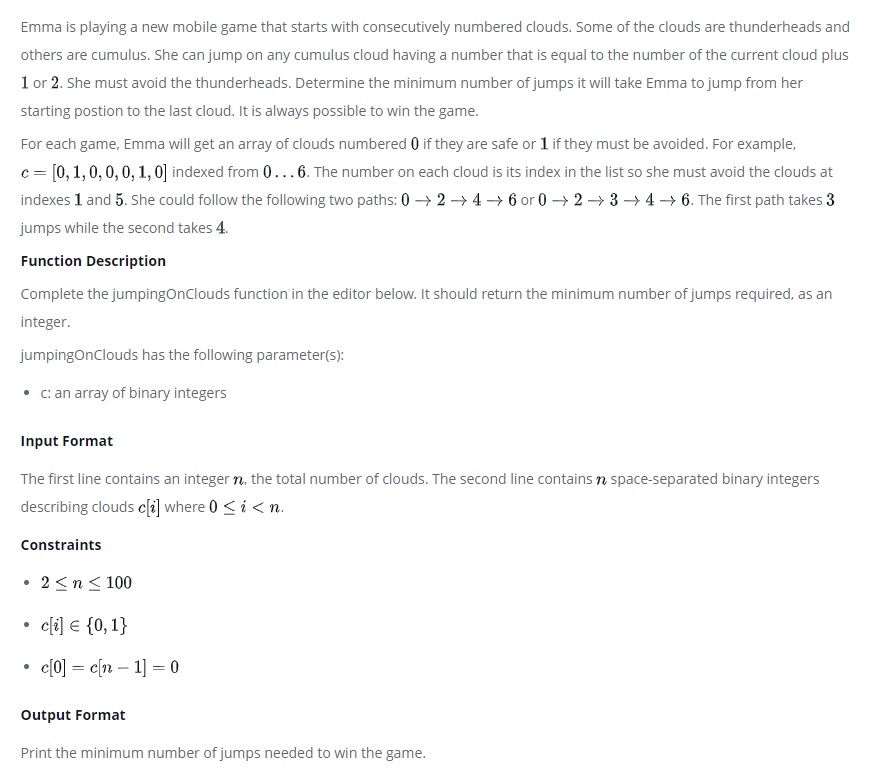 Emma is playing a new mobile game that starts with consecutively numbered clouds. Some of the clouds are thunderheads and
others are cumulus. She can jump on any cumulus cloud having a number that is equal to the number of the current cloud plus
1 or 2. She must avoid the thunderheads. Determine the minimum number of jumps it will take Emma to jump from her
starting postion to the last cloud. It is always possible to win the game.
For each game, Emma will get an array of clouds numbered 0 if they are safe or 1 if they must be avoided. For example,
c = [0, 1, 0, 0, 0, 1, 0] indexed from 0 . . . 6. The number on each cloud is its index in the list so she must avoid the clouds at
indexes 1 and 5. She could follow the following two paths: 0 → 2 → 4 → 6 or 0 → 2 → 3 → 4 → 6. The first path takes 3
jumps while the second takes 4.
Function Description
Complete the jumpingOnClouds function in the editor below. It should return the minimum number of jumps required, as an
integer.
jumpingOnClouds has the following parameter(s):
• c: an array of binary integers
Input Format
The first line contains an integer n, the total number of clouds. The second line contains n space-separated binary integers
describing clouds c[i] where 0 ≤ i < n.
Constraints
• 2 ≤ n ≤ 100
• c[i] ∈ {0, 1}
• c[0] = c[n − 1] = 0
Output Format
Print the minimum number of jumps needed to win the game.